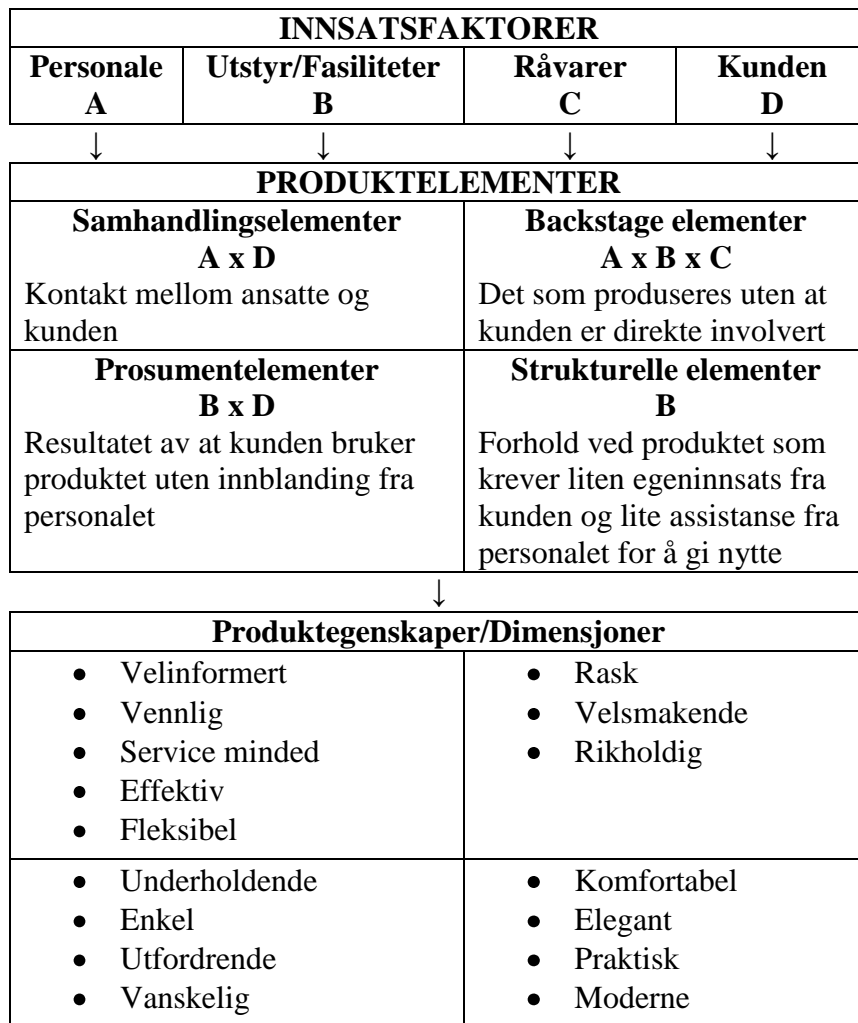 INNSATSFAKTORER
Personale Utstyr/Fasiliteter Råvarer Kunden
A B C D
↓ ↓ ↓ ↓
PRODUKTELEMENTER
Samhandlingselementer
A x D
Kontakt mellom ansatte og
kunden
Backstage elementer
A x B x C
Det som produseres uten at
kunden er direkte involvert
Prosumentelementer
B x D
Resultatet av at kunden bruker
produktet uten innblanding fra
personalet
Strukturelle elementer
B
Forhold ved produktet som
krever liten egeninnsats fra
kunden og lite assistanse fra
personalet for å gi nytte
↓
Produktegenskaper/Dimensjoner
• Velinformert
• Vennlig
• Service minded
• Effektiv
• Fleksibel
• Rask
• Velsmakende
• Rikholdig
• Underholdende
• Enkel
• Utfordrende
• Vanskelig
• Komfortabel
• Elegant
• Praktisk
• Moderne